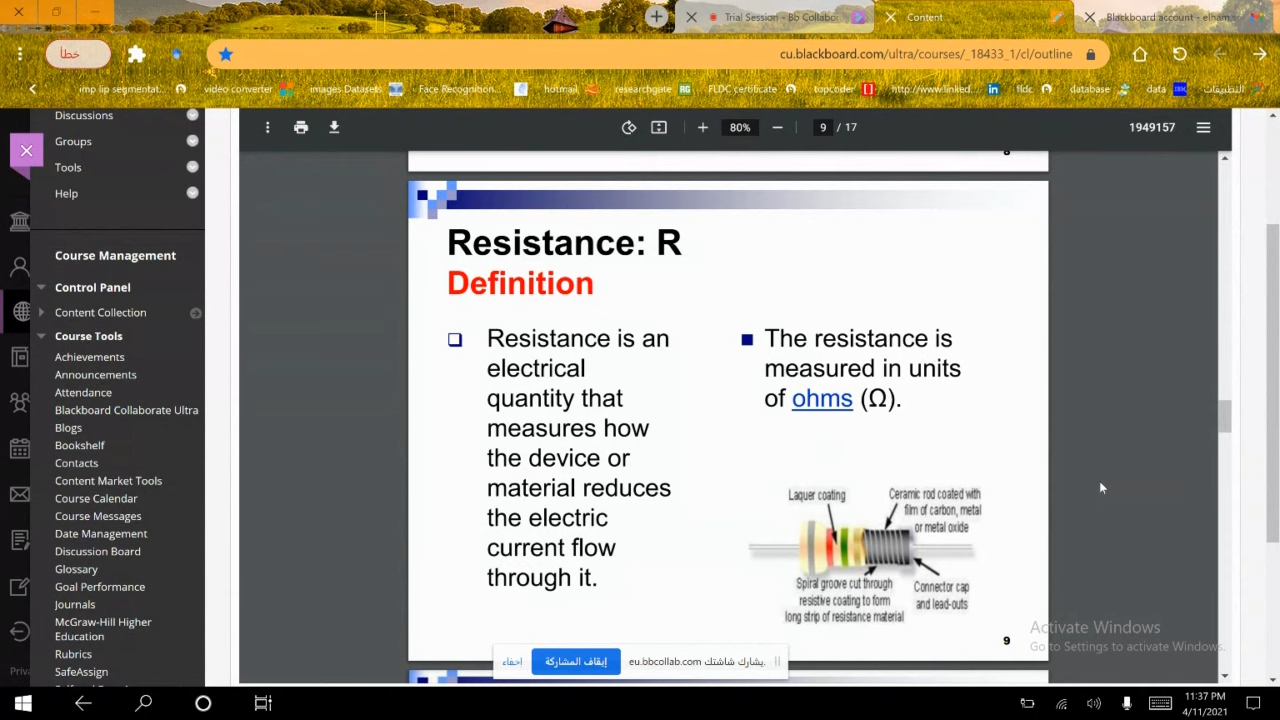 Trial Session - Bb Collabor
Content
Blackboard account - elham.
خطأ
cu.blackboard.com/ultra/courses/_18433_1/cl/outline
imp lip segmentat...
video converter
images Datasets
Face Recognition...
hotmail
researchgate
RG
FLDC certificate
topcoder
http://www.linked...
in
fldc
database
data
التطبيقات
Discussions
Groups
Tools
Help
Course Management
Control Panel
Content Collection
Course Tools
Achievements
Announcements
Attendance
Blackboard Collaborate Ultra
Blogs
Bookshelf
Contacts
Content Market Tools
Course Calendar
Course Messages
Date Management
Discussion Board
Glossary
Goal Performance
Journals
McGraw-Hill Higher
Education
Rubrics
SafeAssign
80%
9 / 17
1949157
8
Resistance: R
Definition
Resistance is an
electrical
quantity that
measures how
the device or
material reduces
the electric
current flow
through it.
The resistance is
measured in units
of ohms (Ω).
Laquer coating
Ceramic rod coated with
film of carbon, metal
or metal oxide
Spiral groove cut through
resistive coating to form
long strip of resistance material
Connector cap
and lead-outs
9
Activate Windows
Go to Settings to activate Windows.
يشارك شاشتك eu.bbcollab.com.
إيقاف المشاركة
إخفاء
11:37 PM
4/11/2021